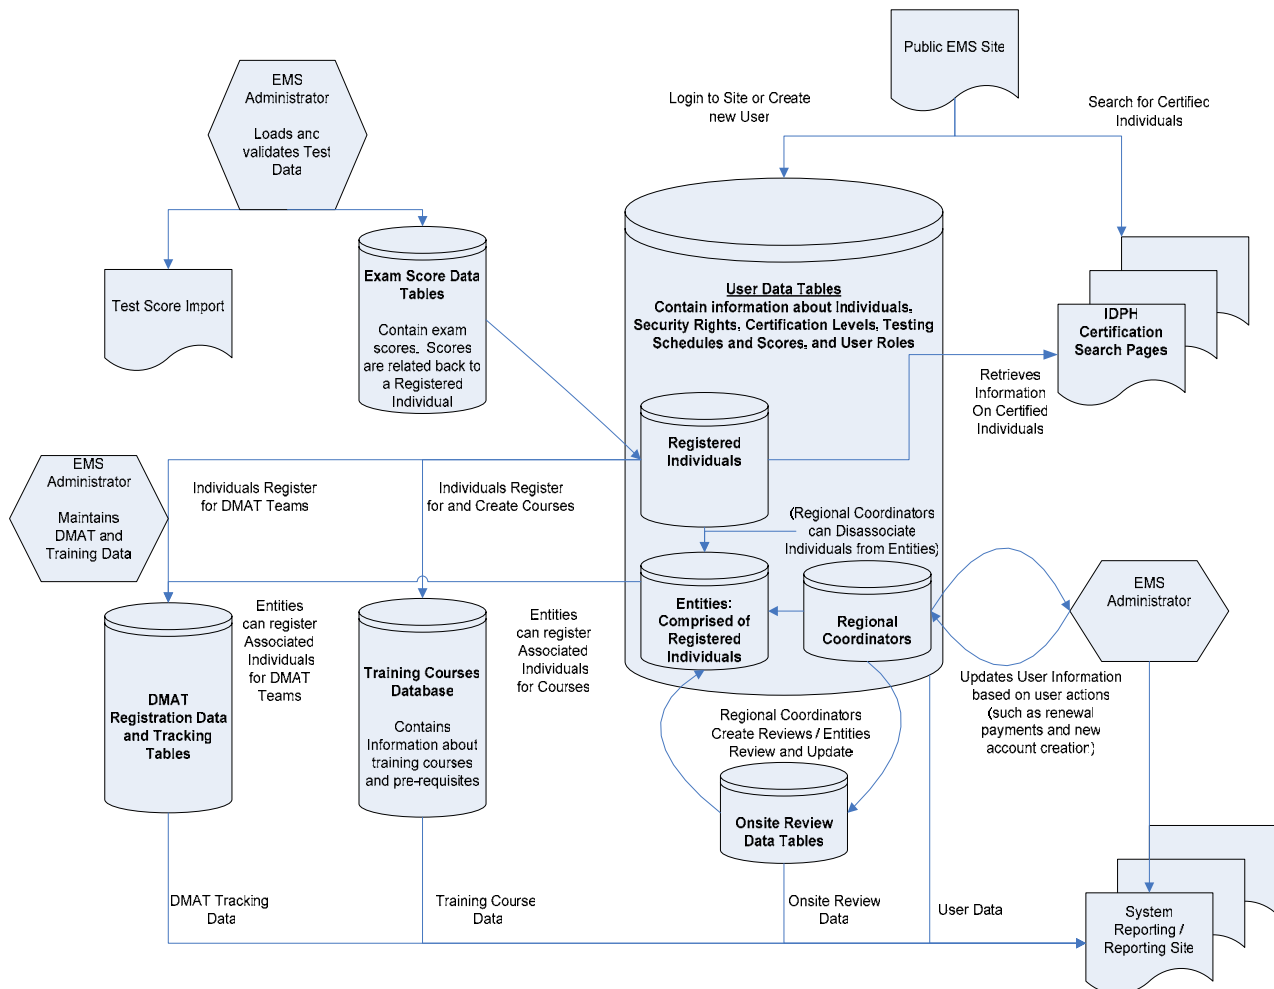 Public EMS Site
EMS
Administrator
Loads and
validates Test
Data
Login to Site or Create
new User
Search for Certified
Individuals
Test Score Import
Exam Score Data
Tables
Contain exam
scores.  Scores
are related back to
a Registered
Individual
User Data Tables
Contain information about Individuals,
Security Rights, Certification Levels, Testing
Schedules and Scores, and User Roles
IDPH
Certification
Search Pages
Retrieves
Information
On Certified
Individuals
Registered
Individuals
EMS
Administrator
Maintains
DMAT and
Training Data
Individuals Register
for DMAT Teams
Individuals Register
for and Create Courses
(Regional Coordinators
can Disassociate
Individuals from Entities)
Entities:
Comprised of
Registered
Individuals
Regional
Coordinators
EMS
Administrator
Entities
can register
Associated
Individuals
for DMAT
Teams
Entities
can register
Associated
Individuals
for Courses
DMAT
Registration Data
and Tracking
Tables
Training Courses
Database
Contains
Information about
training courses
and pre-requisites
Updates User Information
based on user actions
(such as renewal
payments and new
account creation)
Regional Coordinators
Create Reviews / Entities
Review and Update
Onsite Review
Data Tables
DMAT Tracking
Data
Training Course
Data
Onsite Review
Data
User Data
System
Reporting /
Reporting Site